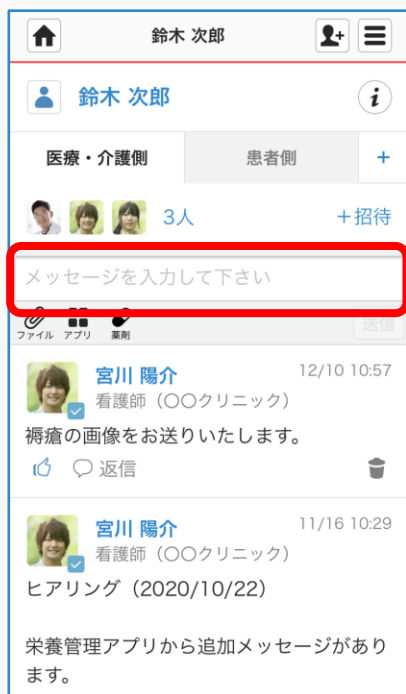 鈴木 次郎
鈴木 次郎
医療・介護側 患者側 +
3人 +招待
メッセージを入力して下さい
ファイル アプリ 薬剤 送信
宮川 陽介 12/10 10:57
看護師（〇〇クリニック）
褥瘡の画像をお送りいたします。
返信
宮川 陽介 11/16 10:29
看護師（〇〇クリニック）
ヒアリング（2020/10/22）
栄養管理アプリから追加メッセージがあり
ます。